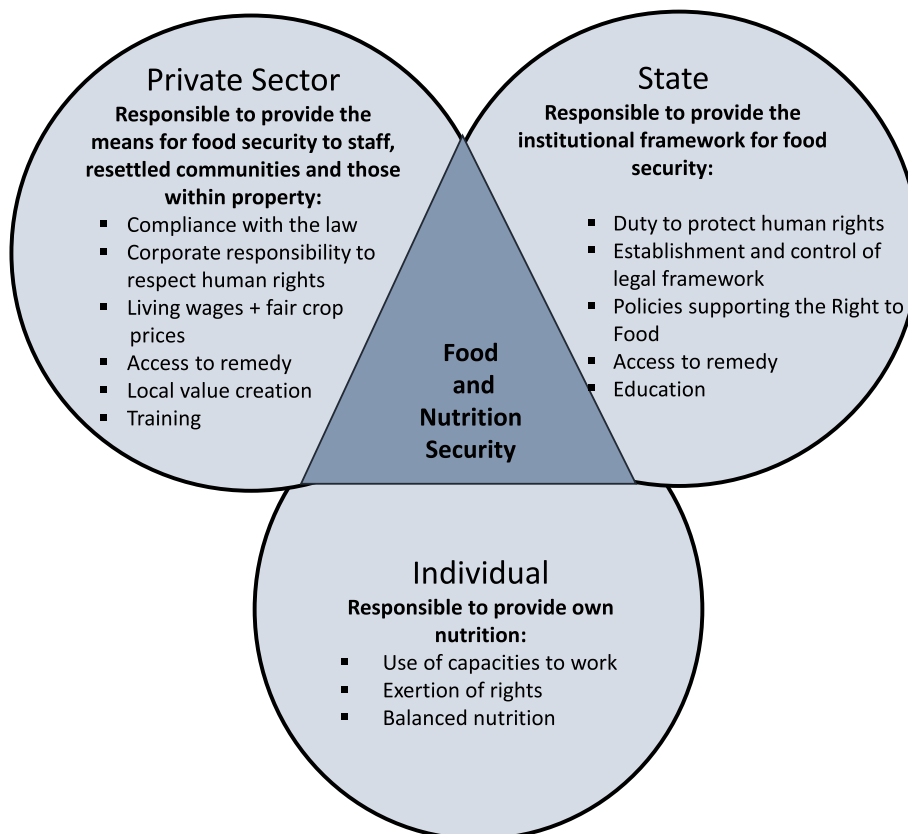 Private Sector
Responsible to provide the
means for food security to staff,
resettled communities and those
within property:
▪ Compliance with the law
▪ Corporate responsibility to
respect human rights
▪ Living wages + fair crop
prices
▪ Access to remedy
▪ Local value creation
▪ Training
State
Responsible to provide the
institutional framework for food
security:
▪ Duty to protect human rights
▪ Establishment and control of
legal framework
▪ Policies supporting the Right to
Food
▪ Access to remedy
▪ Education
Food
and
Nutrition
Security
Individual
Responsible to provide own
nutrition:
▪ Use of capacities to work
▪ Exertion of rights
▪ Balanced nutrition